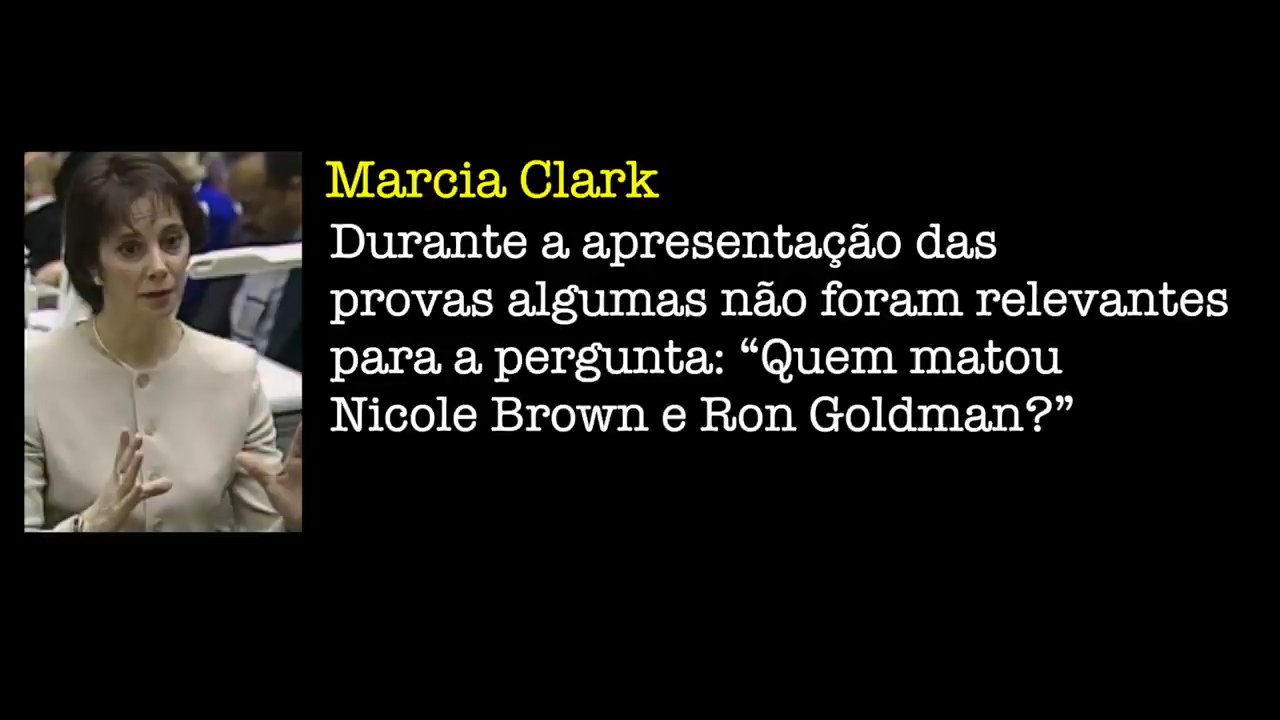 Marcia Clark
Durante a apresentação das
provas algumas não foram relevantes
para a pergunta: “Quem matou
Nicole Brown e Ron Goldman?”